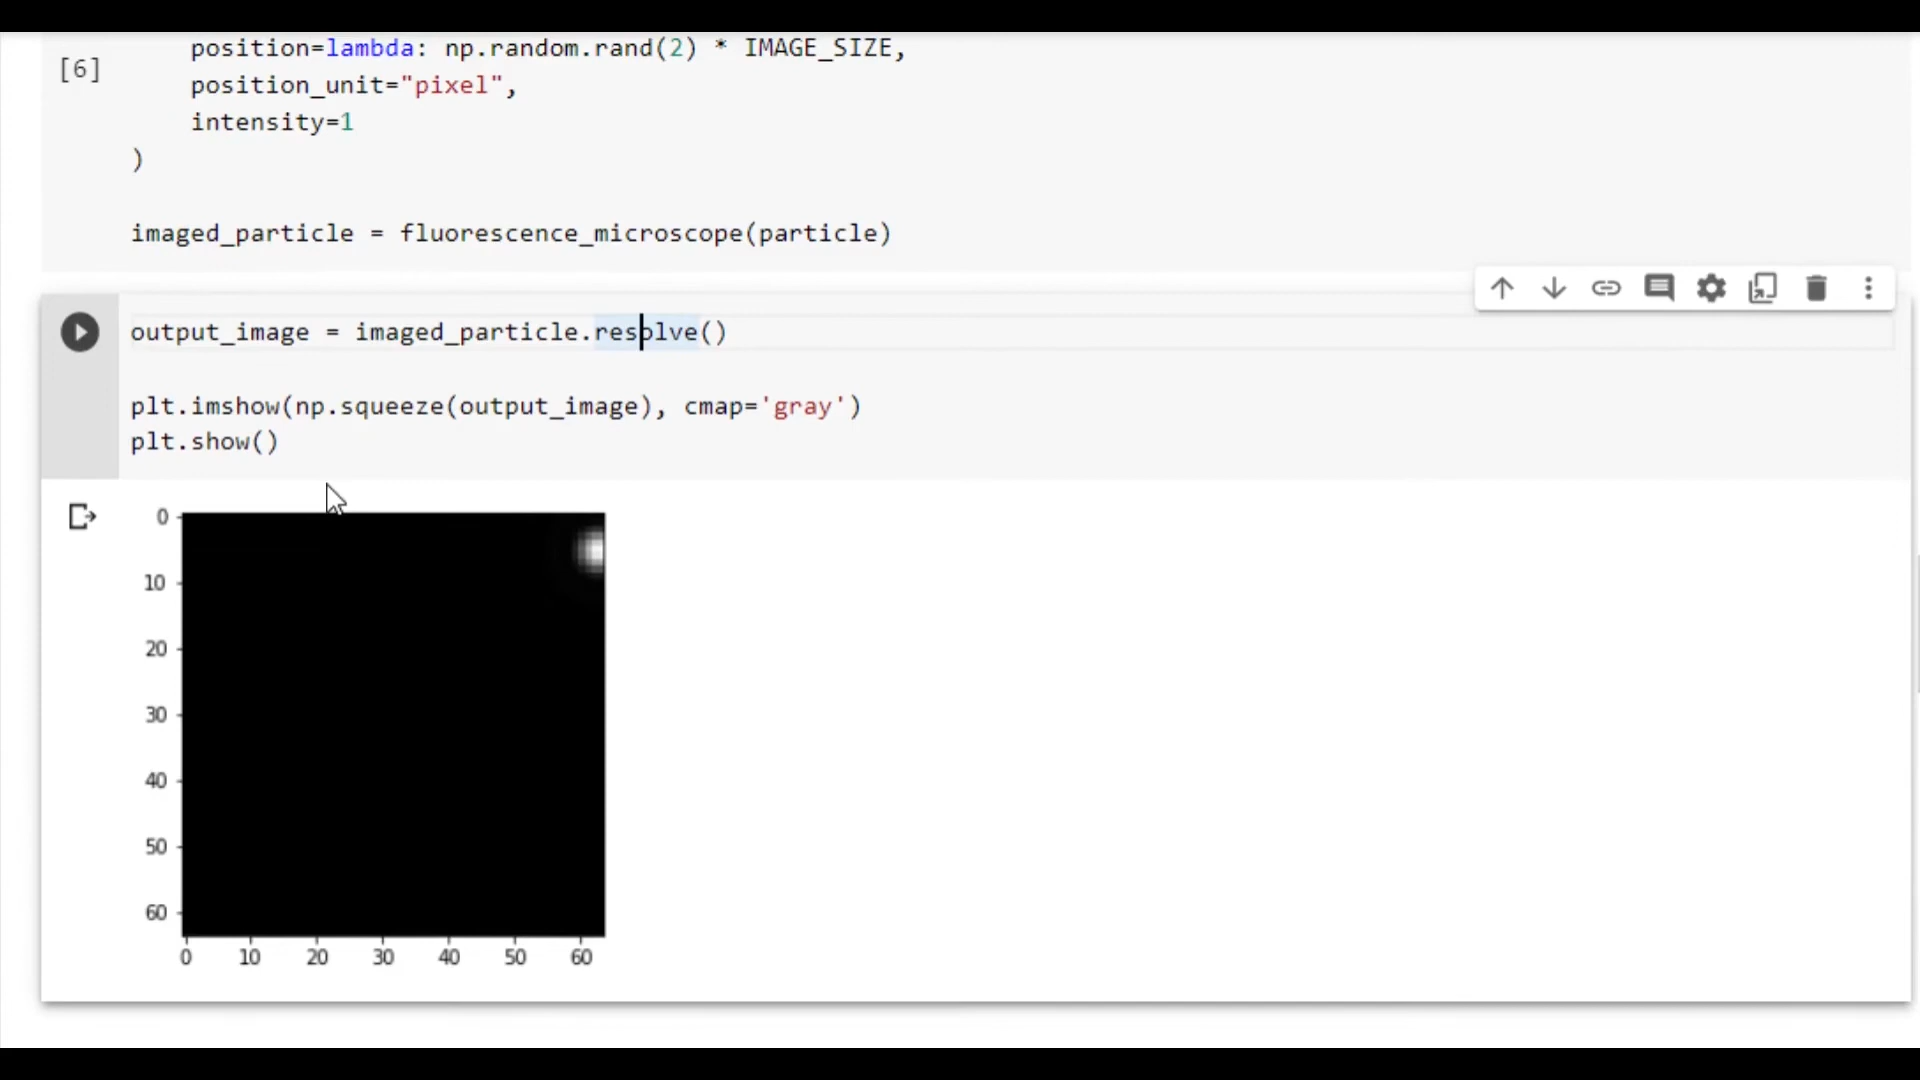 position=lambda: np.random.rand(2) * IMAGE_SIZE,
[6]
position_unit="pixel",
intensity=1
)
imaged_particle = fluorescence_microscope(particle)
output_image = imaged_particle.resolve()
plt.imshow(np.squeeze(output_image), cmap='gray')
plt.show()
0
10
20
30
40
50
60
0 10 20 30 40 50 60